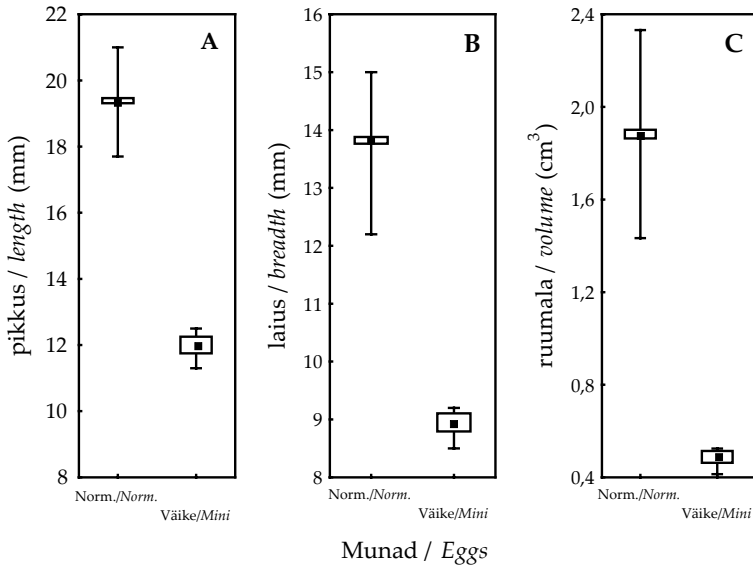 A
pikkus / length (mm)
22
20
18
16
14
12
10
8
Norm./Norm.
Väike/Mini
B
laius / breadth (mm)
16
15
14
13
12
11
10
9
8
Norm./Norm.
Väike/Mini
C
ruumala / volume (cm³)
2,4
2,0
1,6
1,2
0,8
0,4
Norm./Norm.
Väike/Mini
Munad / Eggs